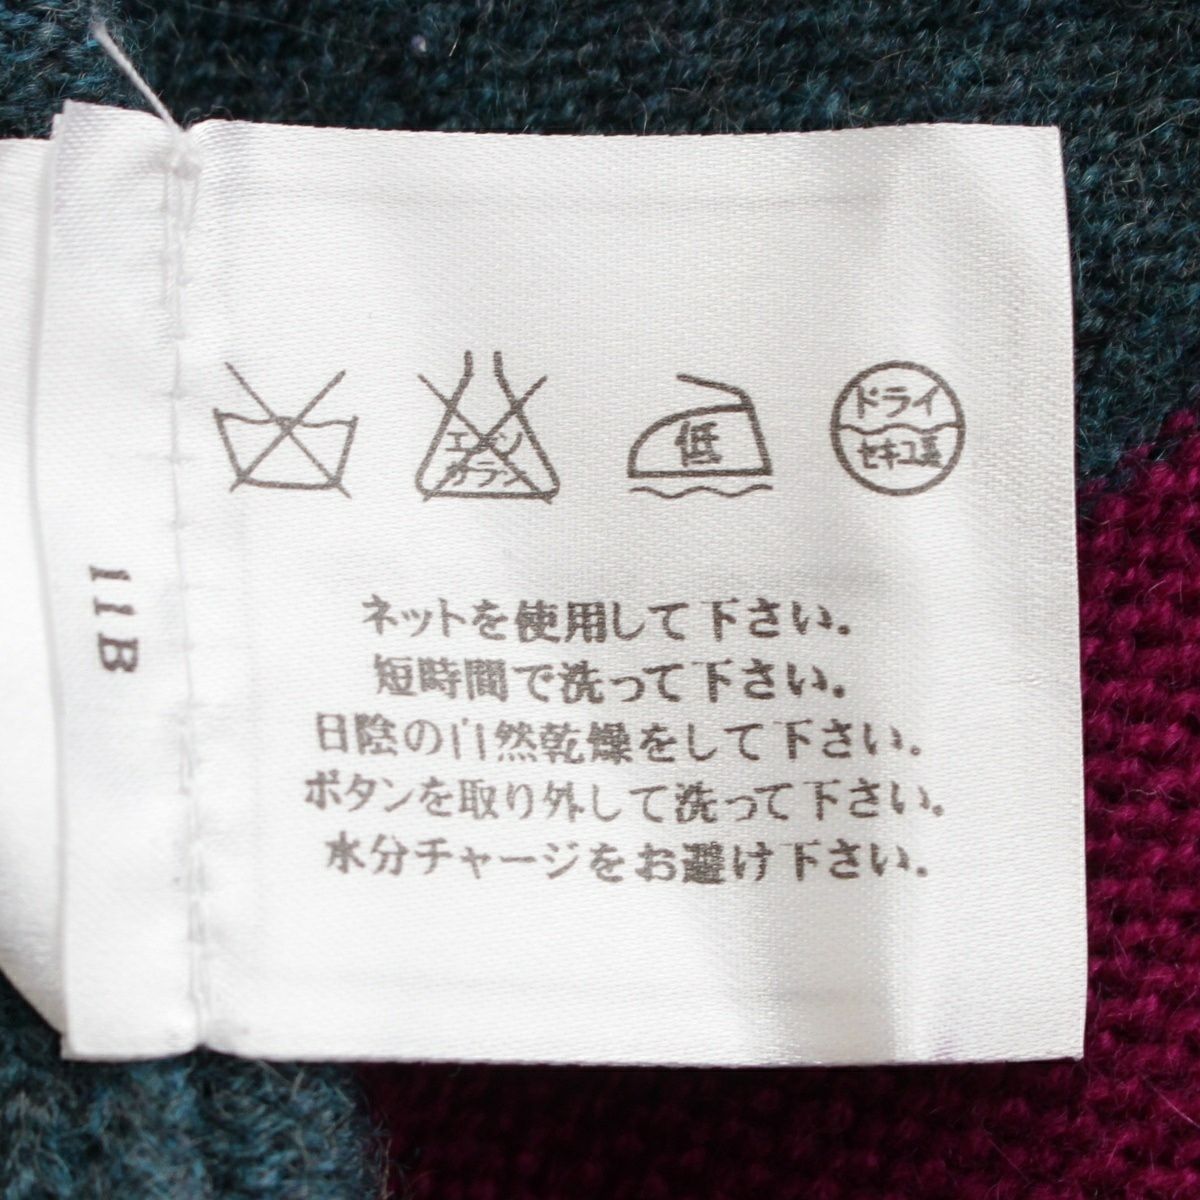 エンソ
サラシ
低
ドライ
セキユ系
ネットを使用して下さい。
短時間で洗って下さい。
日陰の自然乾燥をして下さい。
ボタンを取り外して洗って下さい。
水分チャージをお避け下さい。
11B